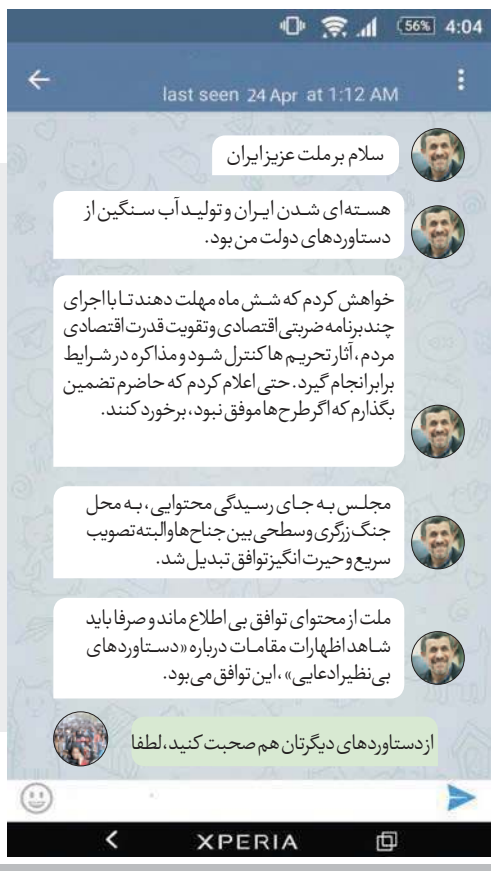 56% 4:04
last seen 24 Apr at 1:12 AM
سلام بر ملت عزیز ایران
هسته‌ای شدن ایران و تولید آب سنگین از
دستاوردهای دولت من بود.
خواهش کردم که شش ماه مهلت دهند تا با اجرای
چند برنامه ضربتی اقتصادی و تقویت قدرت اقتصادی
مردم، آثار تحریم ها کنترل شود و مذاکره در شرایط
برابر انجام گیرد. حتی اعلام کردم که حاضرم تضمین
بگذارم که اگر طرح‌ها موفق نبود، برخورد کنند.
مجلس به جای رسیدگی محتوایی، به محل
جنگ زرگری و سطحی بین جناح‌ها و البته تصویب
سریع و حیرت انگیز توافق تبدیل شد.
ملت از محتوای توافق بی اطلاع ماند و صرفا باید
شاهد اظهارات مقامات درباره «دستاوردهای
بی‌نظیر ادعایی»، این توافق می‌بود.
از دستاوردهای دیگرتان هم صحبت کنید، لطفا
XPERIA